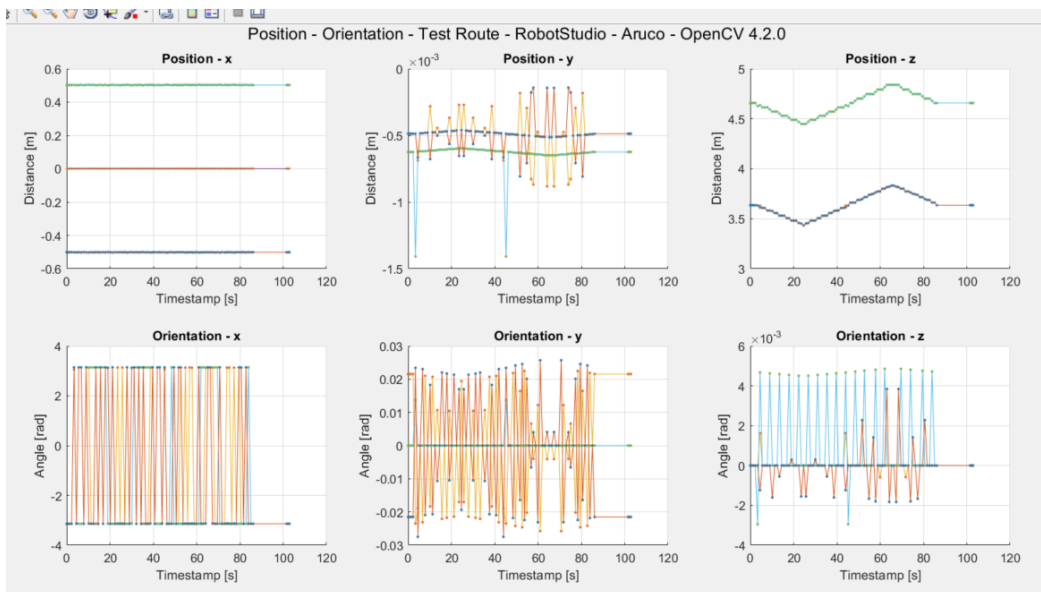 Position - Orientation - Test Route - RobotStudio - Aruco - OpenCV 4.2.0
Position - x
Distance [m]
0.6
0.4
0.2
0
-0.2
-0.4
-0.6
0 20 40 60 80 100 120
Timestamp [s]
Position - y
×10⁻³
Distance [m]
0
-0.5
-1
-1.5
0 20 40 60 80 100 120
Timestamp [s]
Position - z
Distance [m]
5
4.5
4
3.5
3
0 20 40 60 80 100 120
Timestamp [s]
Orientation - x
Angle [rad]
4
2
0
-2
-4
0 20 40 60 80 100 120
Timestamp [s]
Orientation - y
Angle [rad]
0.03
0.02
0.01
0
-0.01
-0.02
-0.03
0 20 40 60 80 100 120
Timestamp [s]
Orientation - z
×10⁻³
Angle [rad]
6
4
2
0
-2
-4
0 20 40 60 80 100 120
Timestamp [s]